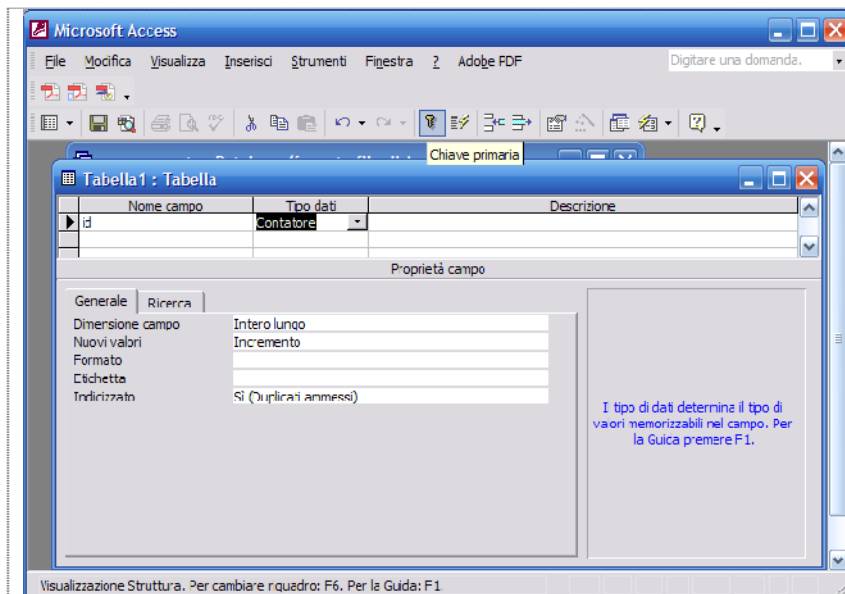 Microsoft Access
File Modifica Visualizza Inserisci Strumenti Finestra ? Adobe PDF Digitare una domanda.
Chiave primaria
Tabella1 : Tabella
Nome campo Tipo dati Descrizione
id Contatore
Proprietà campo
Generale Ricerca
Dimensione campo Intero lungo
Nuovi valori Incremento
Formato
Etichetta
Indicizzato Sì (Duplicati ammessi)
I tipo di dati determina il tipo di
valori memorizzabili nel campo. Per
la Guida premere F1.
Visualizzazione Struttura. Per cambiare riquadro: F6. Per la Guida: F1